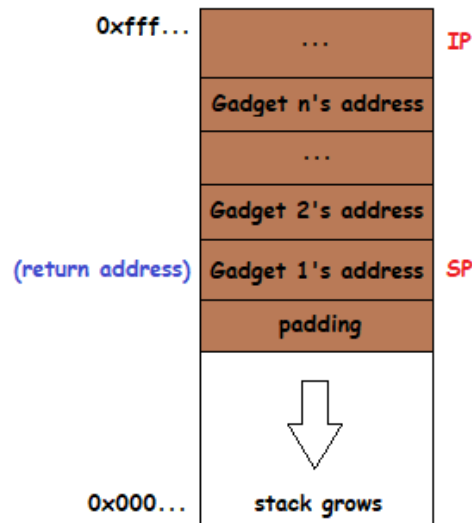 0xfff...
...
IP
Gadget n's address
...
Gadget 2's address
(return address) Gadget 1's address SP
padding
0x000... stack grows